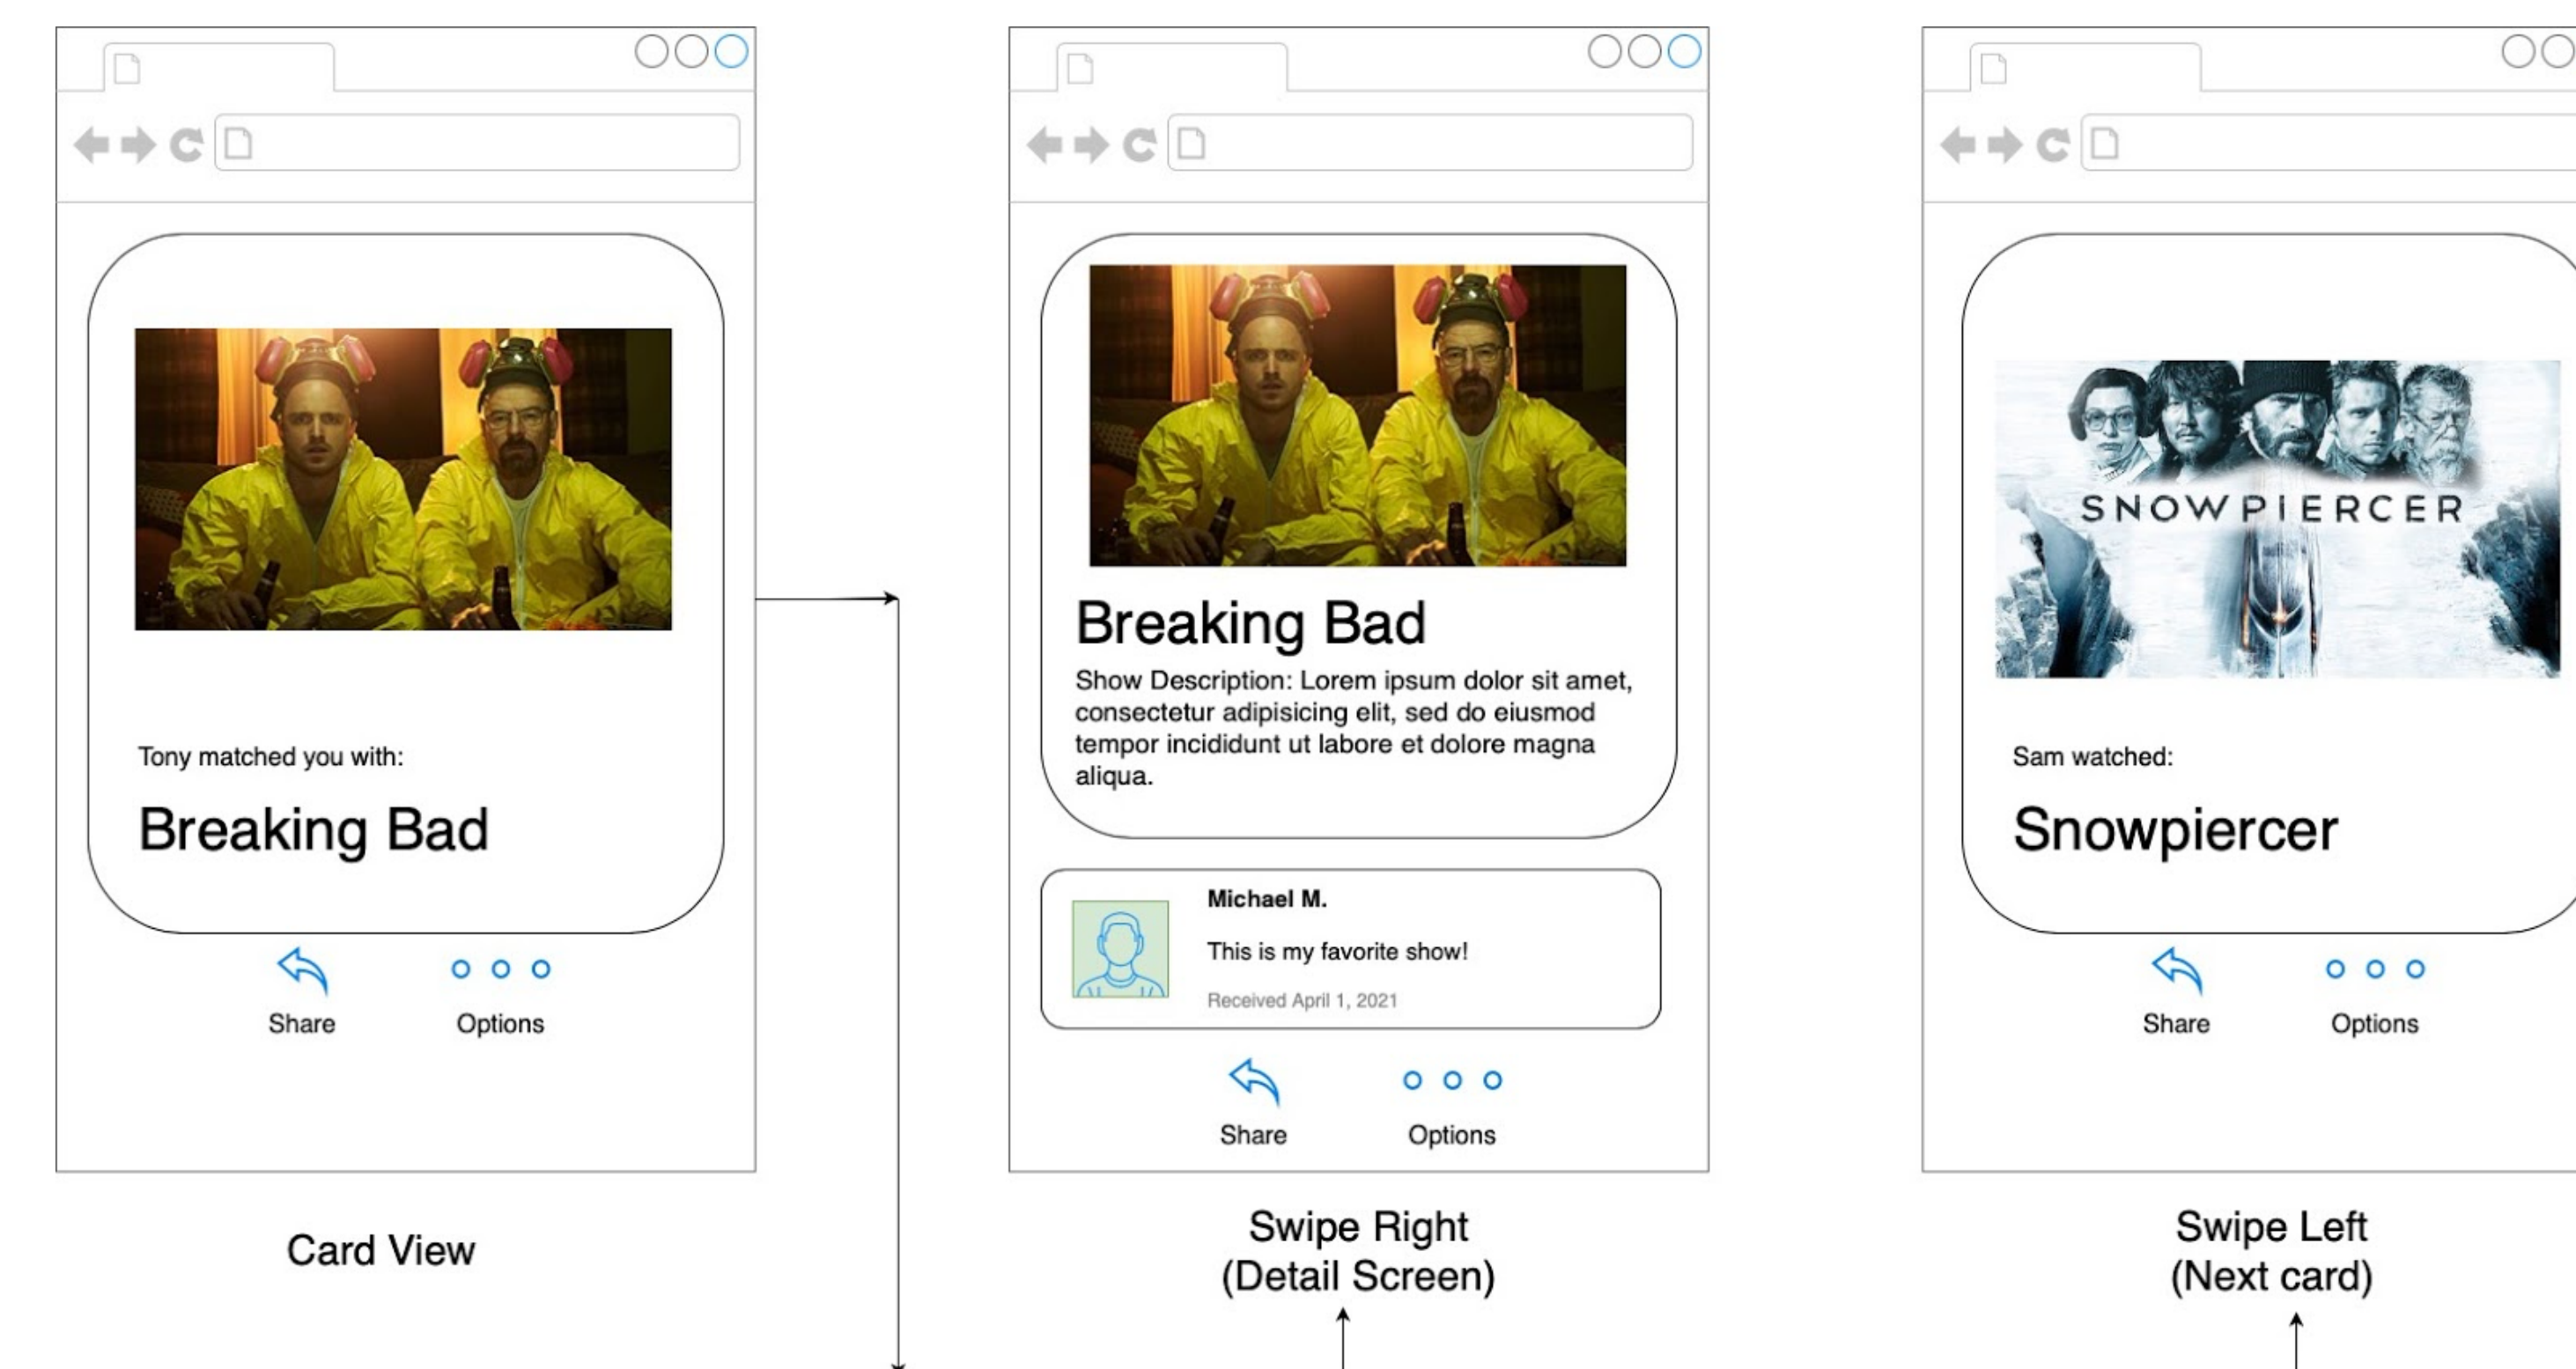 Tony matched you with:
Breaking Bad
Share
Options
Card View
Breaking Bad
Show Description: Lorem ipsum dolor sit amet,
consectetur adipisicing elit, sed do eiusmod
tempor incididunt ut labore et dolore magna
aliqua.
Michael M.
This is my favorite show!
Received April 1, 2021
Share
Options
Swipe Right
(Detail Screen)
SNOWPIERCER
Sam watched:
Snowpiercer
Share
Options
Swipe Left
(Next card)